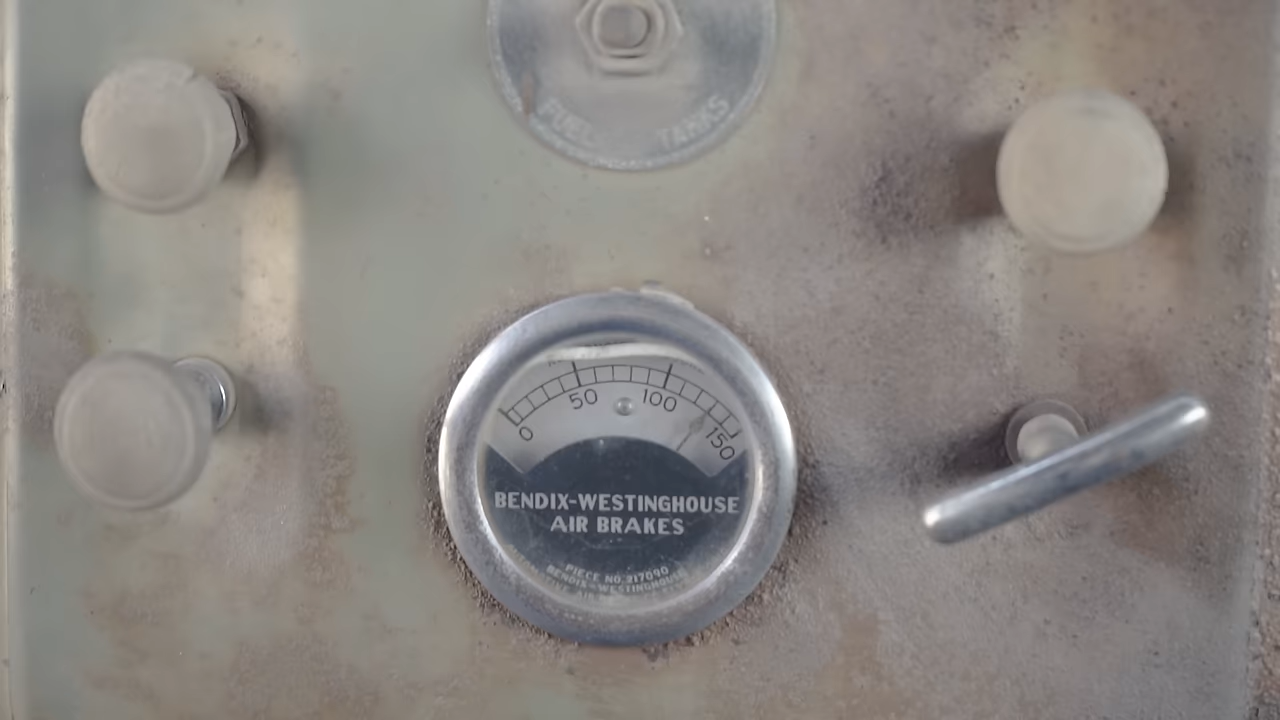 FUEL TANKS
0 50 100 150
BENDIX-WESTINGHOUSE
AIR BRAKES
PIECE NO. 217090
BENDIX-WESTINGHOUSE